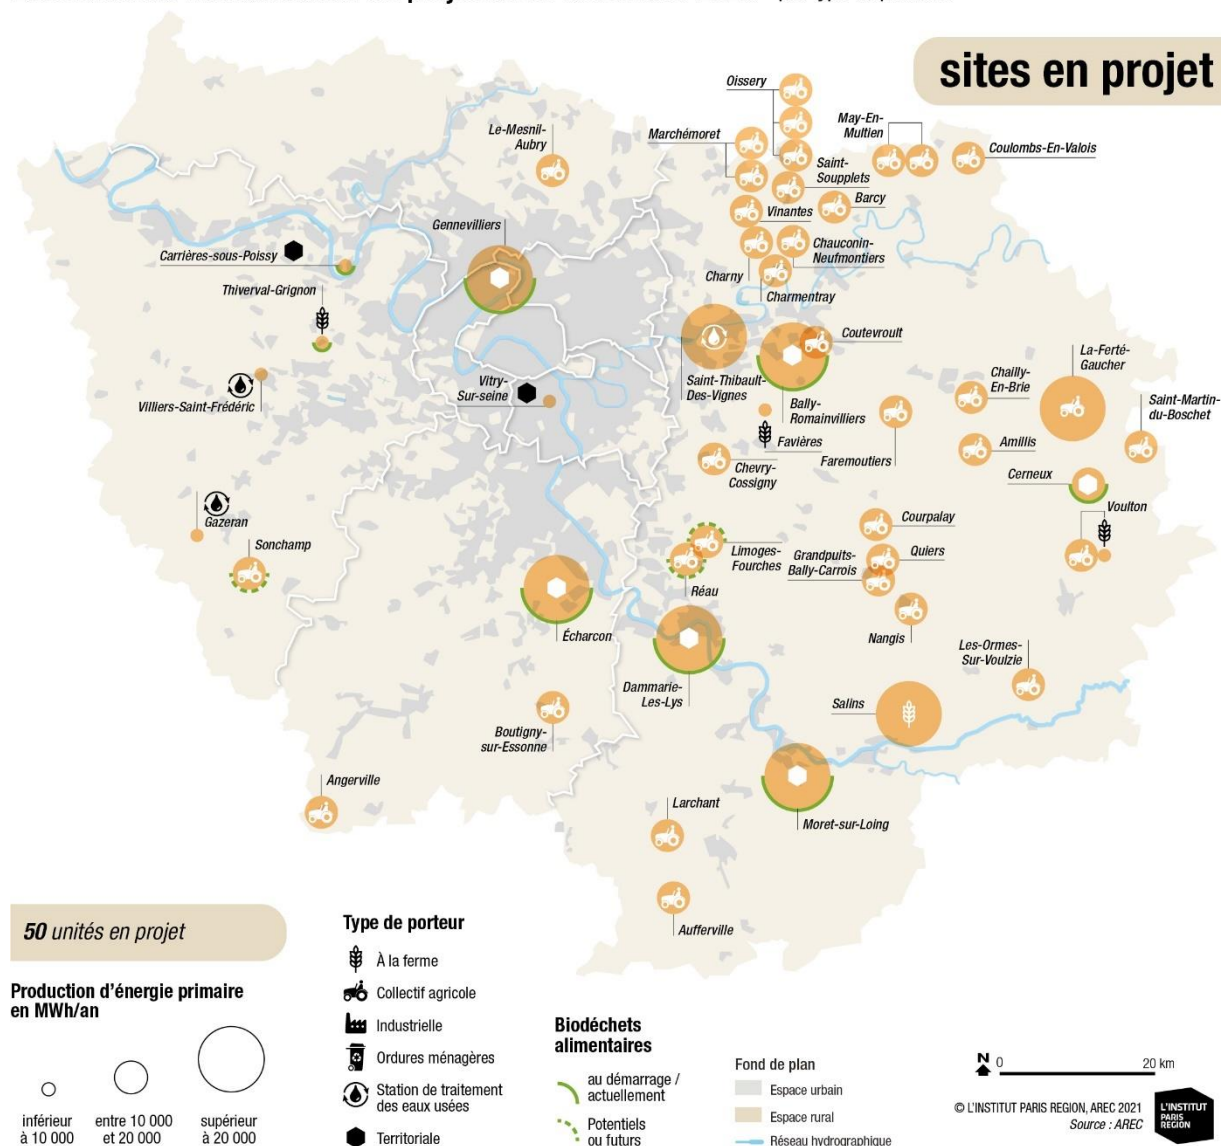 sites en projet
Oissery
May-En-
Multien
Le-Mesnil-
Aubry
Marchémoret
Coulombs-En-Valois
Saint-
Soupplets
Barcy
Vinantes
Gennevilliers
Chauconin-
Neufmontiers
Carrières-sous-Poissy
Charny
Thiverval-Grignon
Charmentray
Coutevroult
La-Ferté-
Gaucher
Chailly-
En-Brie
Vitry-
Sur-seine
Saint-Thibault-
Des-Vignes
Saint-Martin-
du-Boschet
Villiers-Saint-Frédéric
Bally-
Romainvilliers
Favières
Faremoutiers
Amillis
Chevry-
Cossigny
Cerneux
Voulton
Gazeran
Courpalay
Sonchamp
Limoges-
Fourches
Grandpuits-
Bally-Carrois
Quiers
Réau
Écharcon
Nangis
Les-Ormes-
Sur-Voulzie
Dammarie-
Les-Lys
Salins
Boutigny-
sur-Essonne
Angerville
Larchant
Moret-sur-Loing
Aufferville
50 unités en projet
Production d'énergie primaire
en MWh/an
inférieur
à 10 000
entre 10 000
et 20 000
supérieur
à 20 000
Type de porteur
À la ferme
Collectif agricole
Industrielle
Ordures ménagères
Station de traitement
des eaux usées
Territoriale
Biodéchets
alimentaires
au démarrage /
actuellement
Potentiels
ou futurs
Fond de plan
Espace urbain
Espace rural
Réseau hydrographique
N 0 20 km
© L'INSTITUT PARIS REGION, AREC 2021
Source : AREC
L'INSTITUT
PARIS
REGION